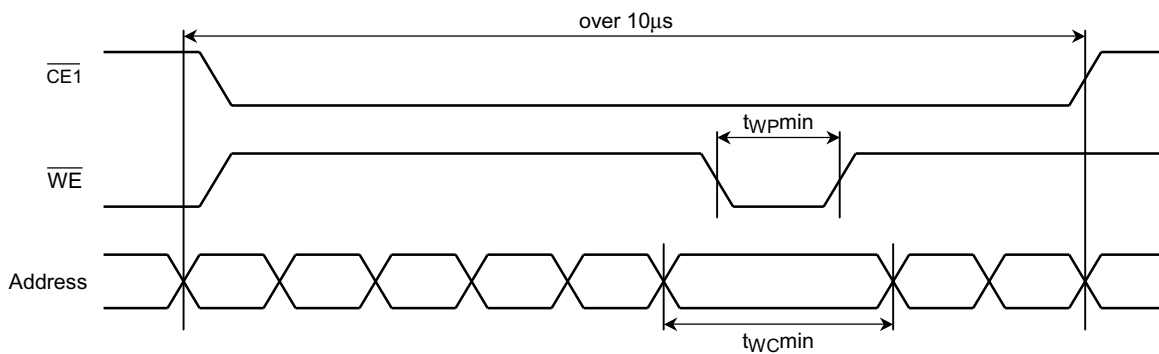 over 10μs
CE1
tWPmin
WE
Address
tWCmin